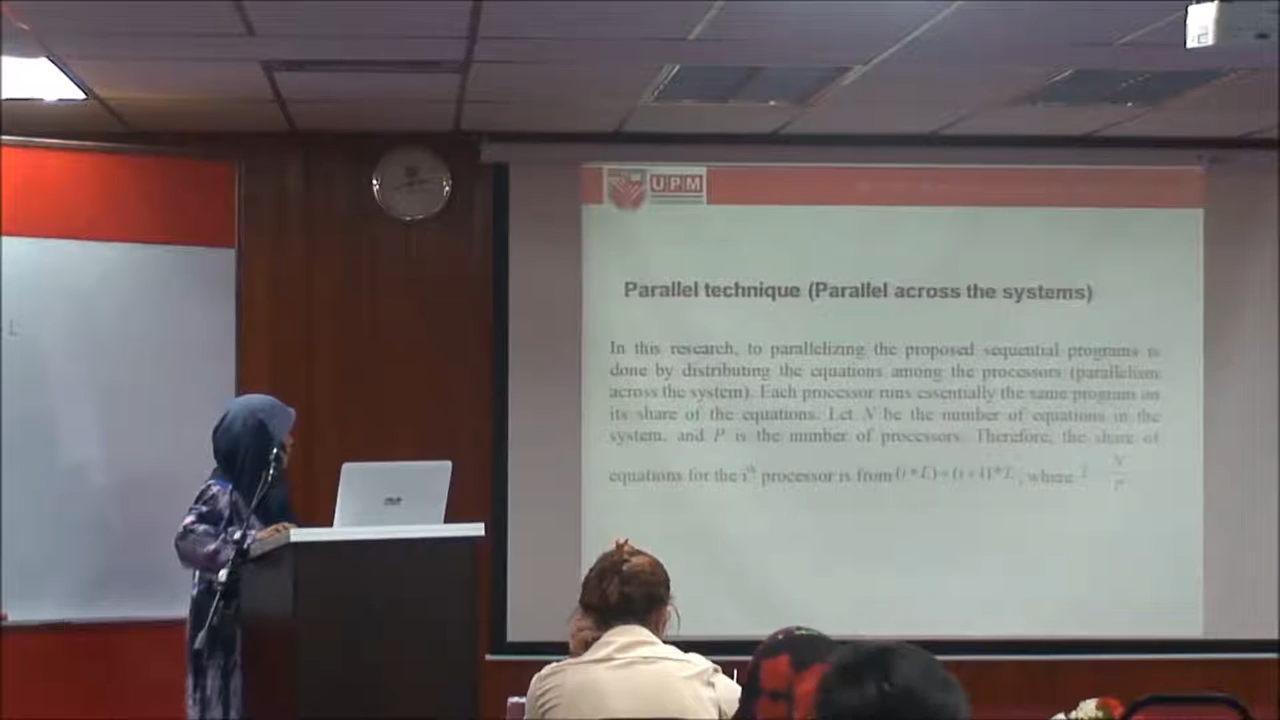 UPM
Parallel technique (Parallel across the systems)
In this research, to parallelizing the proposed sequential programs is
done by distributing the equations among the processors (parallelism
across the system). Each processor runs essentially the same program on
its share of the equations. Let N be the number of equations in the
system, and P is the number of processors. Therefore, the share of
equations for the iᵗʰ processor is from , where N
P